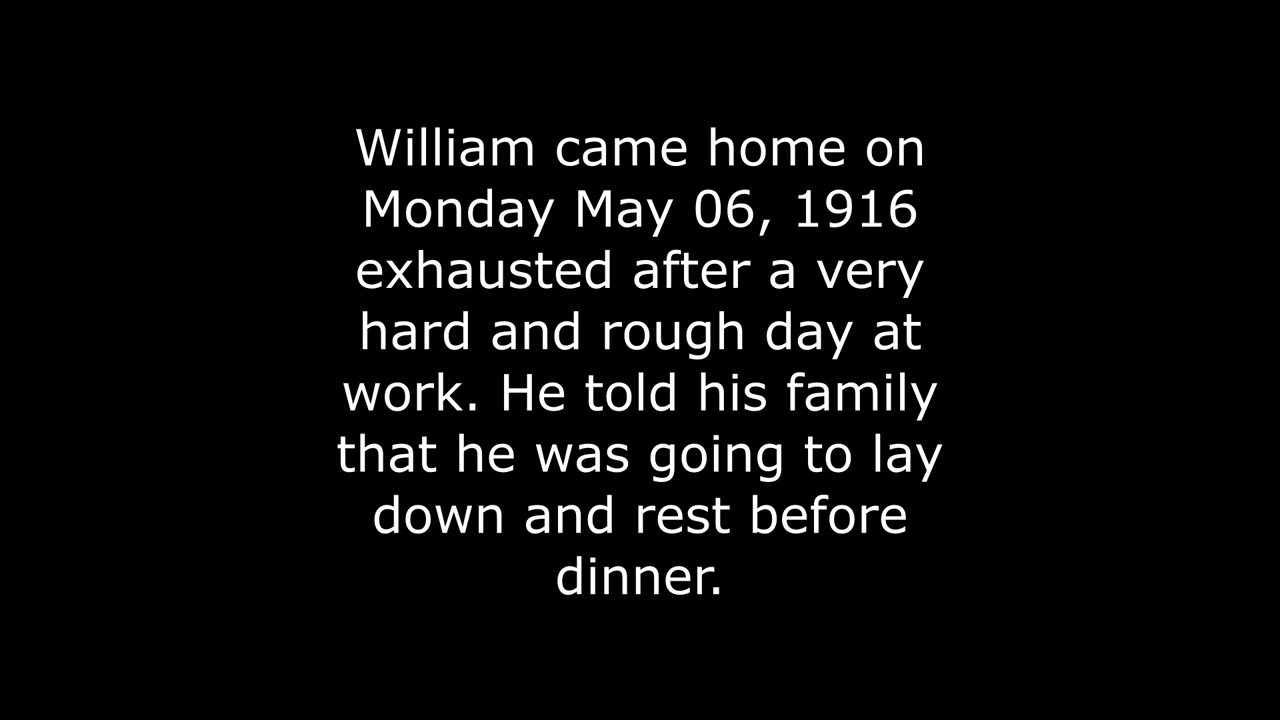 William came home on
Monday May 06, 1916
exhausted after a very
hard and rough day at
work. He told his family
that he was going to lay
down and rest before
dinner.